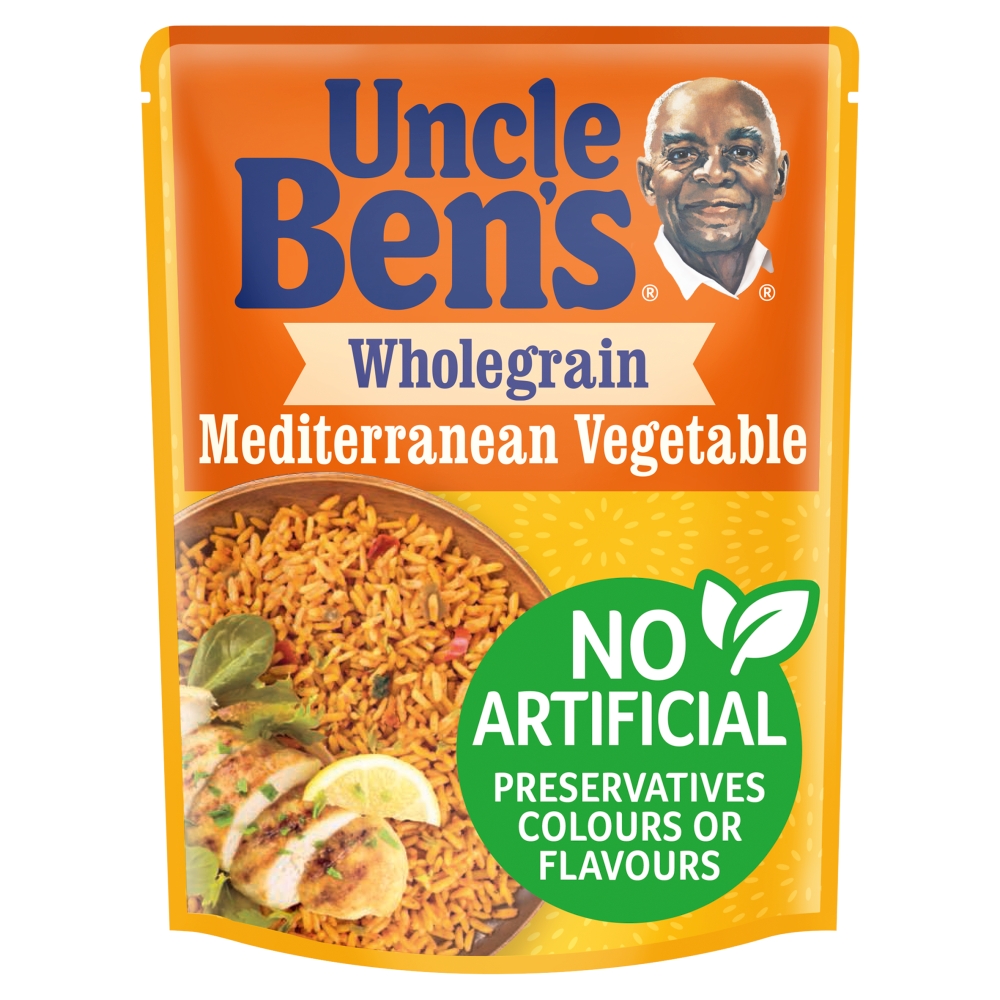 Uncle
Ben's
®
®
Wholegrain
Mediterranean Vegetable
NO
ARTIFICIAL
PRESERVATIVES
COLOURS OR
FLAVOURS